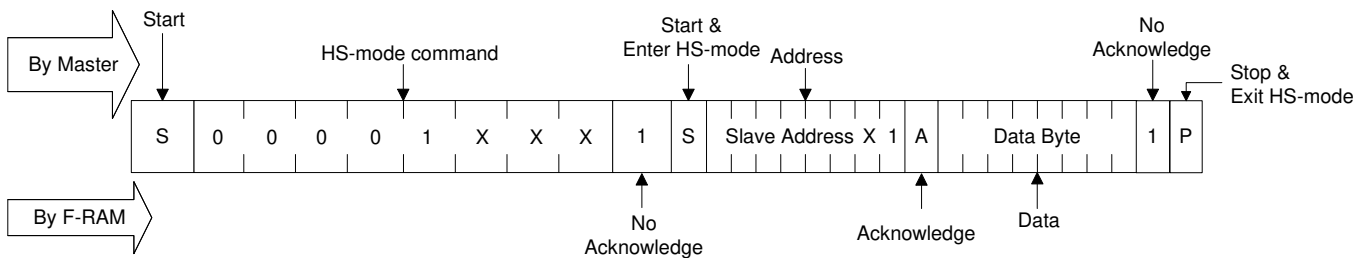 Start
Start &
Enter HS-mode
No
Acknowledge
By Master
HS-mode command
Address
Stop &
Exit HS-mode
S 0 0 0 0 1 X X X 1 S Slave Address X 1 A Data Byte 1 P
By F-RAM
No
Acknowledge
Acknowledge
Data